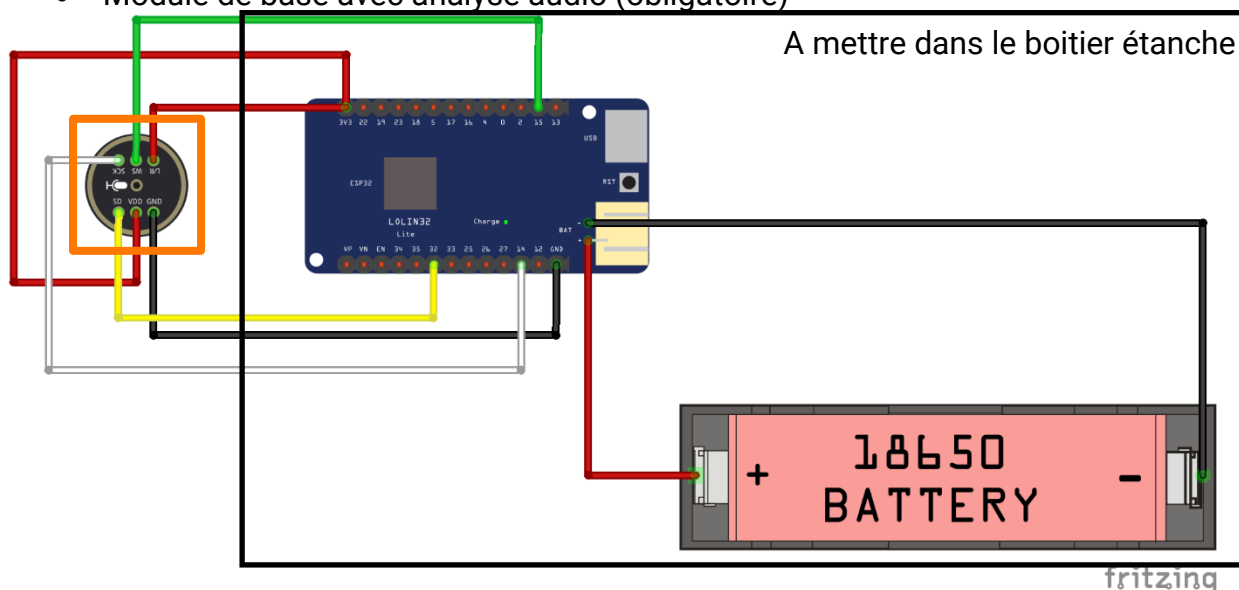 Module de base avec analyse audio (obligatoire)
A mettre dans le boitier étanche
3V3 22 19 23 18 5 17 16 4 0 2 15 13
USB
SCK WS L/R
ESP32
RST
SD VDD GND
LOLIN32
Lite
Charge
BAT
-
+
VP VN EN 34 35 32 33 25 26 27 14 12 GND
18650
+ -
BATTERY
fritzing